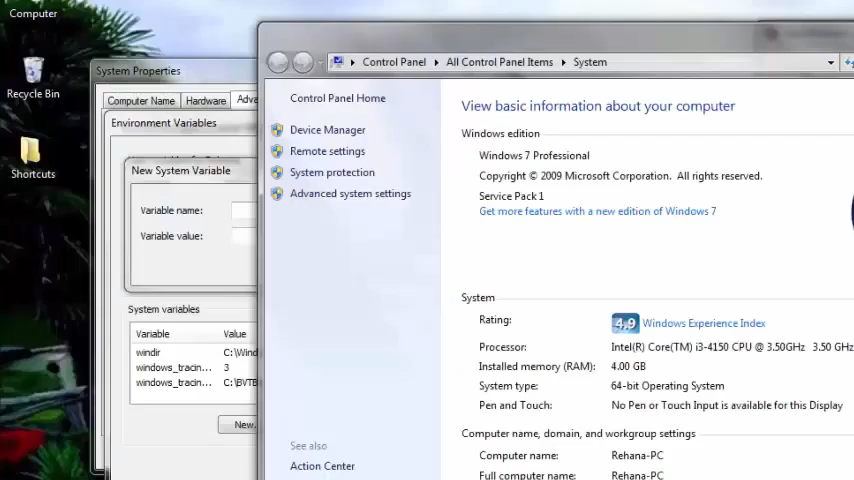 Computer
Recycle Bin
Shortcuts
System Properties
Computer Name
Hardware
Adva
Environment Variables
New System Variable
Variable name:
Variable value:
System variables
Variable Value
windir C:\Wind
windows_tracin... 3
windows_tracin... C:\BVTB
New.
Control Panel
All Control Panel Items
System
Control Panel Home
Device Manager
Remote settings
System protection
Advanced system settings
See also
Action Center
View basic information about your computer
Windows edition
Windows 7 Professional
Copyright © 2009 Microsoft Corporation. All rights reserved.
Service Pack 1
Get more features with a new edition of Windows 7
System
Rating: 4.9 Windows Experience Index
Processor: Intel(R) Core(TM) i3-4150 CPU @ 3.50GHz 3.50 GHz
Installed memory (RAM): 4.00 GB
System type: 64-bit Operating System
Pen and Touch: No Pen or Touch Input is available for this Display
Computer name, domain, and workgroup settings
Computer name: Rehana-PC
Full computer name: Rehana-PC